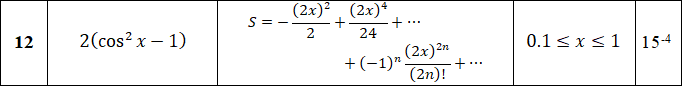 12 2(cos² x − 1) S = −(2x)²/2 + (2x)⁴/24 + ⋯ 0.1 ≤ x ≤ 1 15⁻⁴
+ (−1)ⁿ (2x)²ⁿ/(2n)! + ⋯